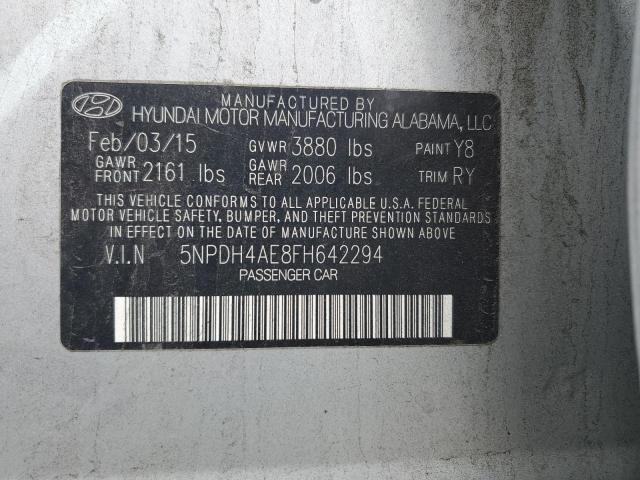 MANUFACTURED BY
HYUNDAI MOTOR MANUFACTURING ALABAMA, LLC
Feb/03/15 GVWR 3880 lbs PAINT Y8
GAWR FRONT 2161 lbs GAWR REAR 2006 lbs TRIM RY
THIS VEHICLE CONFORMS TO ALL APPLICABLE U.S.A. FEDERAL
MOTOR VEHICLE SAFETY, BUMPER, AND THEFT PREVENTION STANDARDS
IN EFFECT ON THE DATE OF MANUFACTURE SHOWN ABOVE.
V.I.N 5NPDH4AE8FH642294
PASSENGER CAR